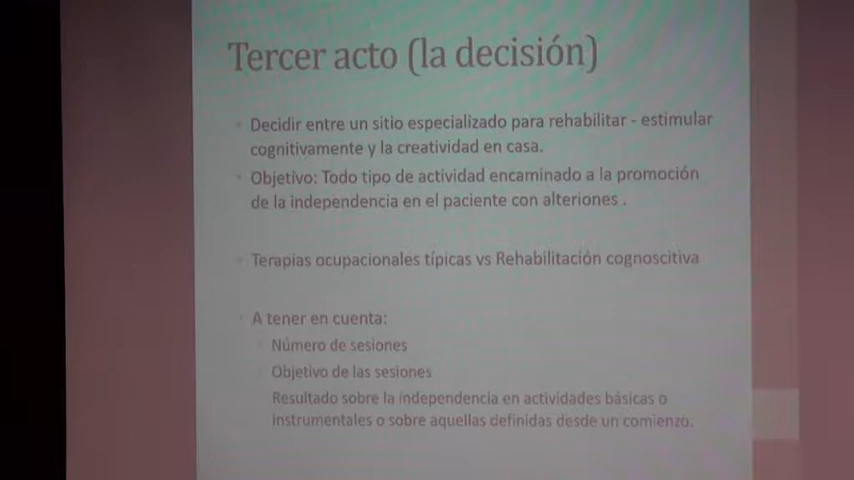 Tercer acto (la decisión)
Decidir entre un sitio especializado para rehabilitar - estimular
cognitivamente y la creatividad en casa.
Objetivo: Todo tipo de actividad encaminado a la promoción
de la independencia en el paciente con alteriones .
Terapias ocupacionales típicas vs Rehabilitación cognoscitiva
A tener en cuenta:
Número de sesiones
Objetivo de las sesiones
Resultado sobre la independencia en actividades básicas o
instrumentales o sobre aquellas definidas desde un comienzo.